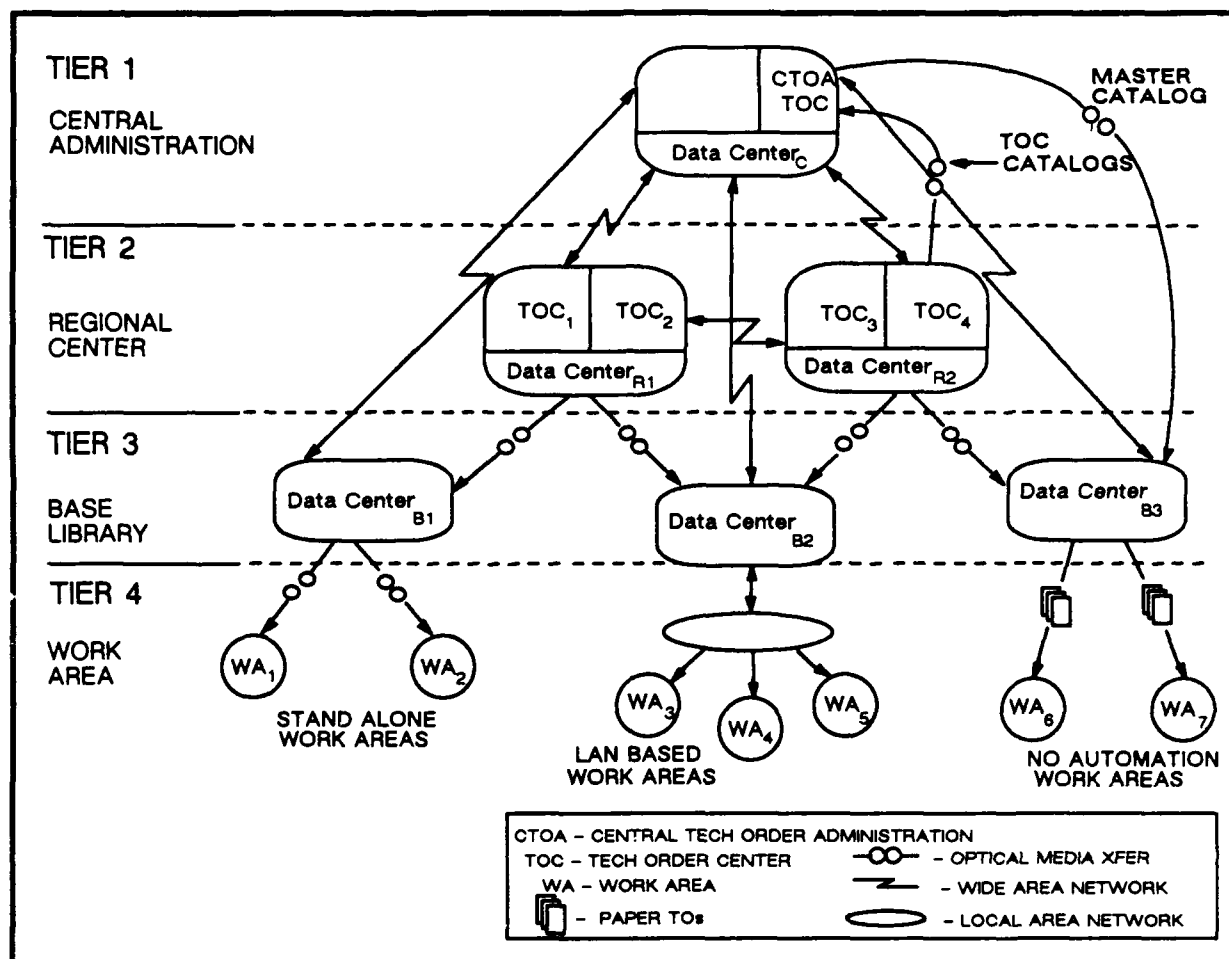 TIER 1
CENTRAL
ADMINISTRATION
CTOA
TOC
Data Center C
MASTER
CATALOG
TOC
CATALOGS
TIER 2
REGIONAL
CENTER
TOC1
TOC2
Data Center R1
TOC3
TOC4
Data Center R2
TIER 3
BASE
LIBRARY
Data Center B1
Data Center B2
Data Center B3
TIER 4
WORK
AREA
WA1
WA2
STAND ALONE
WORK AREAS
WA3
WA4
WA5
LAN BASED
WORK AREAS
WA6
WA7
NO AUTOMATION
WORK AREAS
CTOA - CENTRAL TECH ORDER ADMINISTRATION
TOC - TECH ORDER CENTER
- OPTICAL MEDIA XFER
WA - WORK AREA
- WIDE AREA NETWORK
- PAPER TOs
- LOCAL AREA NETWORK